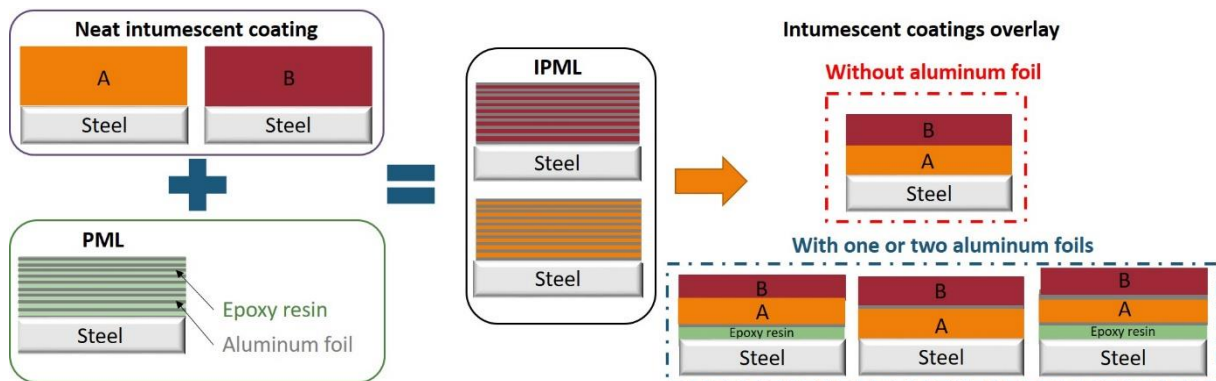 Neat intumescent coating
A
B
Steel
Steel
PML
Epoxy resin
Aluminum foil
Steel
IPML
Steel
Steel
Intumescent coatings overlay
Without aluminum foil
B
A
Steel
With one or two aluminum foils
B
A
Epoxy resin
Steel
B
A
Steel
B
A
Epoxy resin
Steel